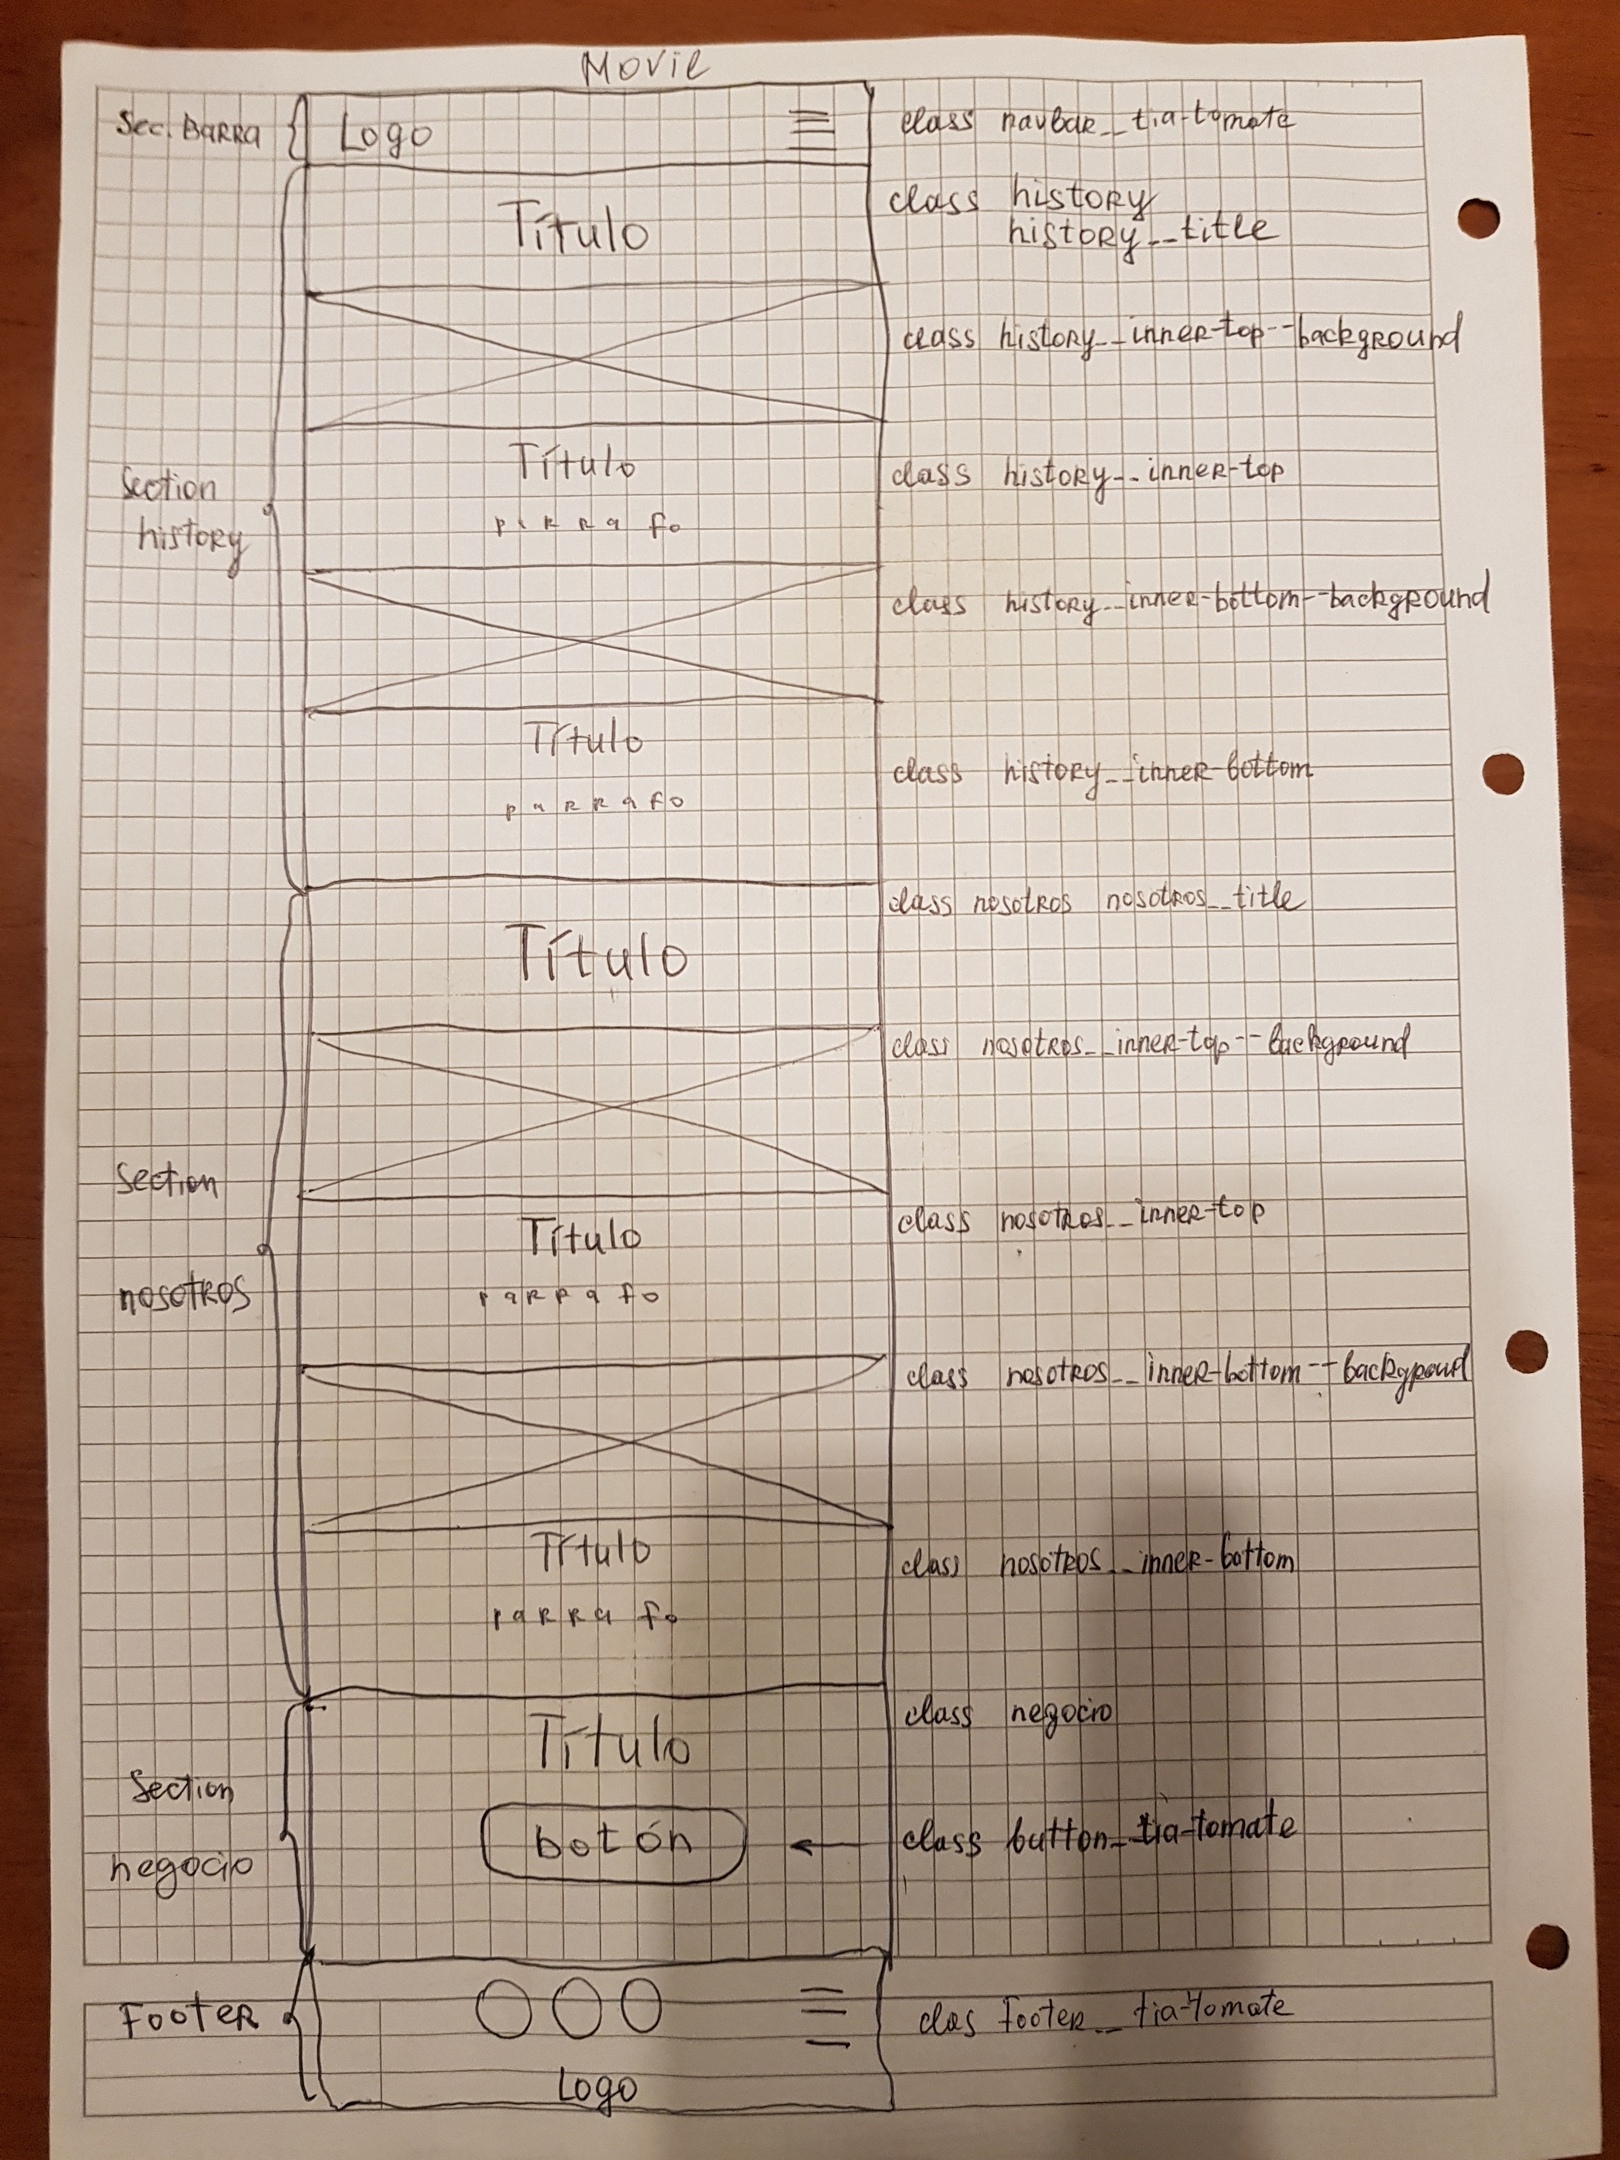 Movil
Sec. BARRA
Logo
class navbar__tia-tomate
Título
class history
history__title
class history__inner-top--background
Título
class history__inner-top
Section
history
parrafo
class history__inner-bottom--background
Título
parrafo
class history__inner-bottom
class nosotros nosotros__title
Título
class nosotros__inner-top--background
Section
nosotros
Título
class nosotros__inner-top
parrafo
class nosotros__inner-bottom--background
Título
class nosotros__inner-bottom
parrafo
class negocio
Título
Section
negocio
botón
class button__tia-tomate
Footer
clas footer__tia-tomate
Logo